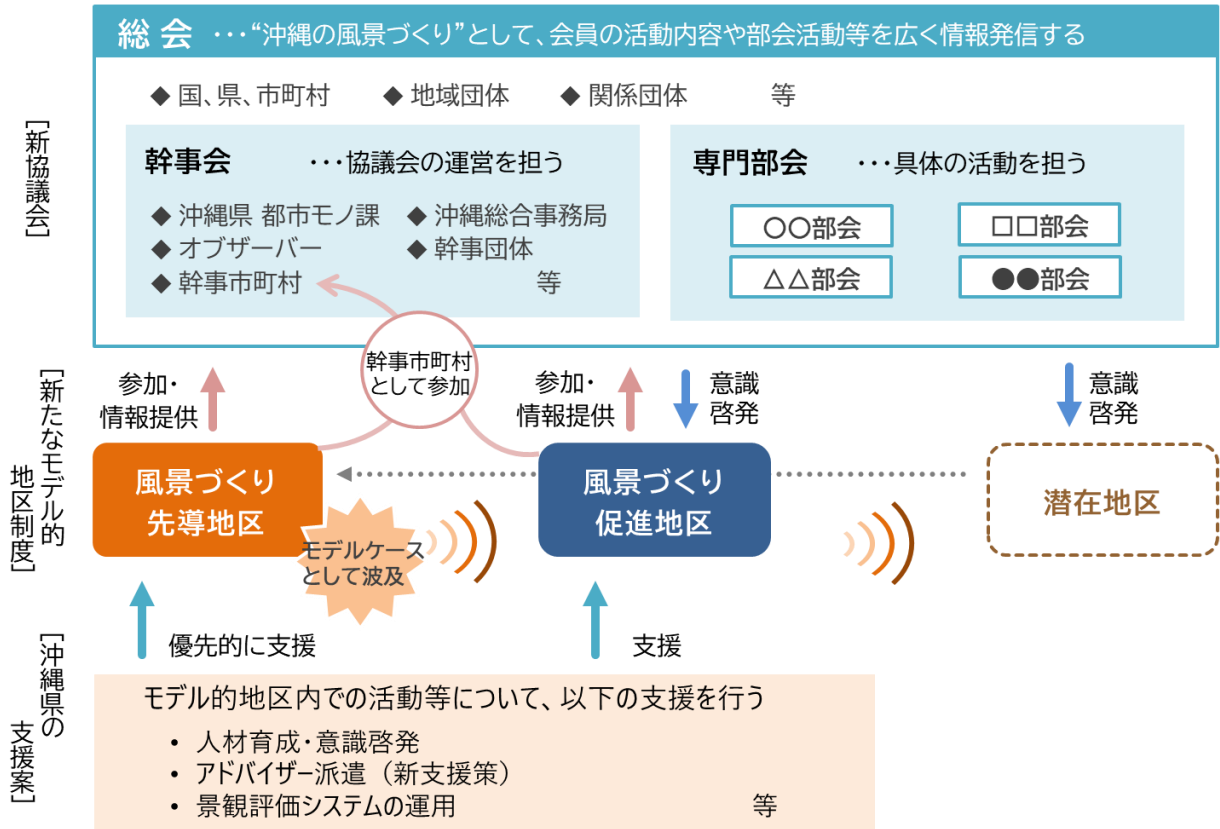 総会 ･･･“沖縄の風景づくり”として、会員の活動内容や部会活動等を広く情報発信する
◆ 国、県、市町村 ◆ 地域団体 ◆ 関係団体 等
[新協議会]
幹事会 ･･･協議会の運営を担う
◆ 沖縄県 都市モノ課 ◆ 沖縄総合事務局
◆ オブザーバー ◆ 幹事団体
◆ 幹事市町村 等
専門部会 ･･･具体の活動を担う
○○部会 □□部会
△△部会 ●●部会
[新たなモデル的
地区制度]
参加・
情報提供
幹事市町村
として参加
参加・
情報提供
意識
啓発
意識
啓発
風景づくり
先導地区
風景づくり
促進地区
潜在地区
モデルケース
として波及
優先的に支援
支援
[沖縄県の
支援案]
モデル的地区内での活動等について、以下の支援を行う
• 人材育成・意識啓発
• アドバイザー派遣（新支援策）
• 景観評価システムの運用 等